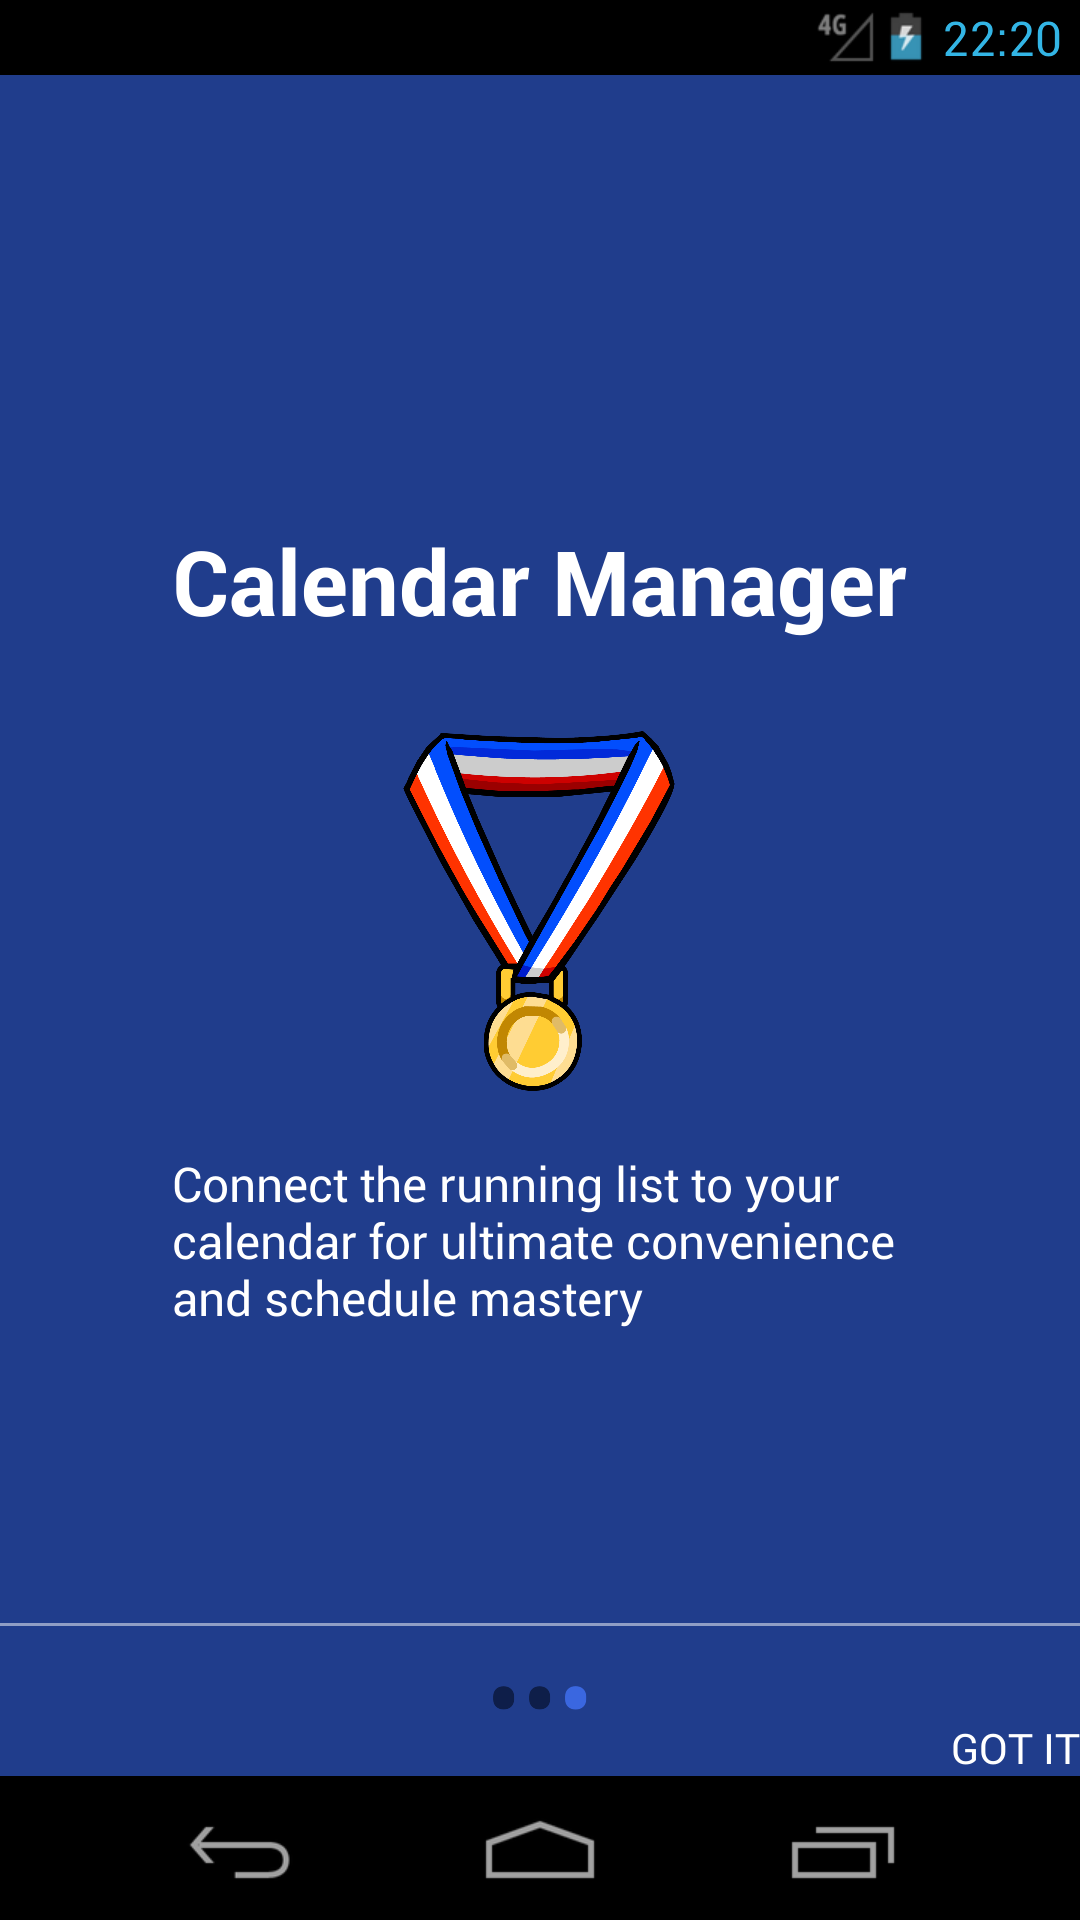 4G 22:20
Calendar Manager
Connect the running list to your
calendar for ultimate convenience
and schedule mastery
GOT IT